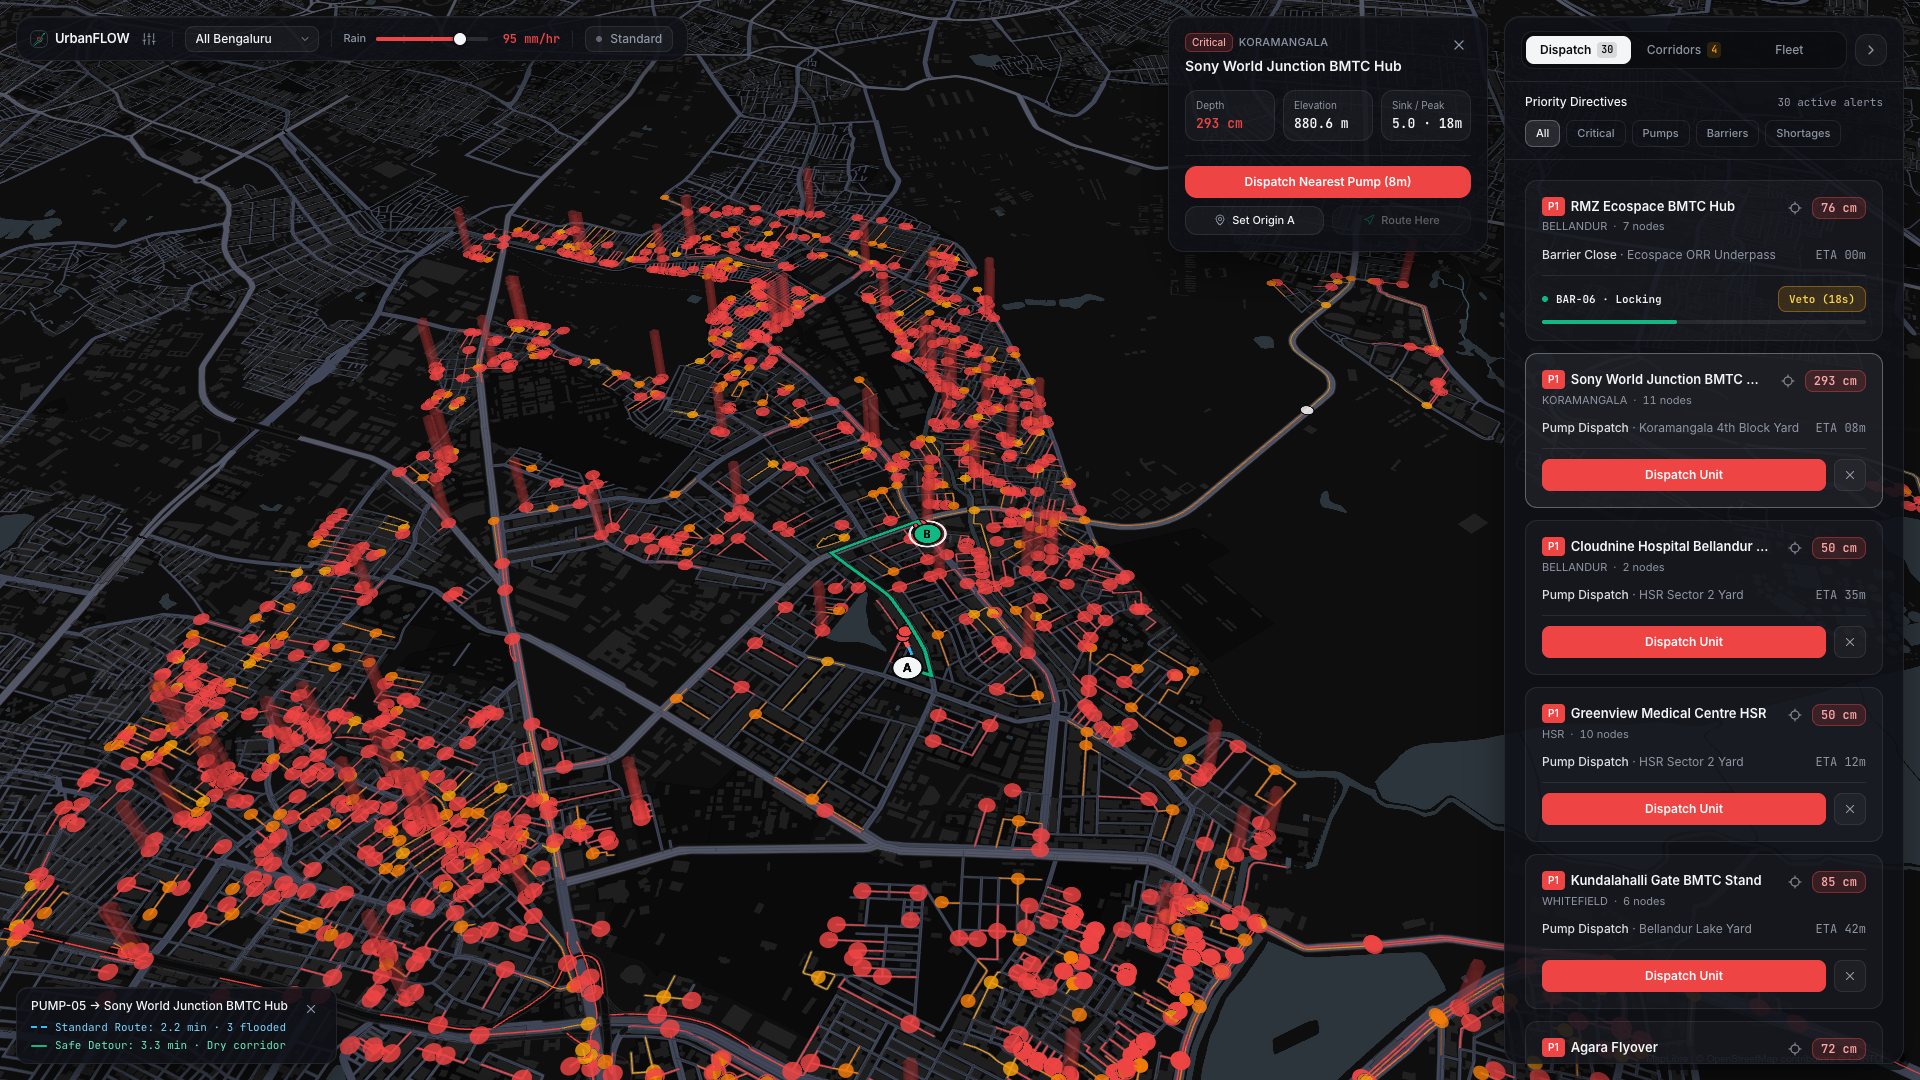 UrbanFLOW
All Bengaluru
Rain
95 mm/hr
Standard
Critical KORAMANGALA
Sony World Junction BMTC Hub
Depth
293 cm
Elevation
880.6 m
Sink / Peak
5.0 · 18m
Dispatch Nearest Pump (8m)
Set Origin A
Route Here
Dispatch 30
Corridors 4
Fleet
Priority Directives
30 active alerts
All
Critical
Pumps
Barriers
Shortages
P1 RMZ Ecospace BMTC Hub 76 cm
BELLANDUR · 7 nodes
Barrier Close · Ecospace ORR Underpass ETA 00m
BAR-06 · Locking Veto (18s)
P1 Sony World Junction BMTC ... 293 cm
KORAMANGALA · 11 nodes
Pump Dispatch · Koramangala 4th Block Yard ETA 08m
Dispatch Unit
P1 Cloudnine Hospital Bellandur ... 50 cm
BELLANDUR · 2 nodes
Pump Dispatch · HSR Sector 2 Yard ETA 35m
Dispatch Unit
P1 Greenview Medical Centre HSR 50 cm
HSR · 10 nodes
Pump Dispatch · HSR Sector 2 Yard ETA 12m
Dispatch Unit
P1 Kundalahalli Gate BMTC Stand 85 cm
WHITEFIELD · 6 nodes
Pump Dispatch · Bellandur Lake Yard ETA 42m
Dispatch Unit
P1 Agara Flyover 72 cm
B
A
PUMP-05 → Sony World Junction BMTC Hub
Standard Route: 2.2 min · 3 flooded
Safe Detour: 3.3 min · Dry corridor